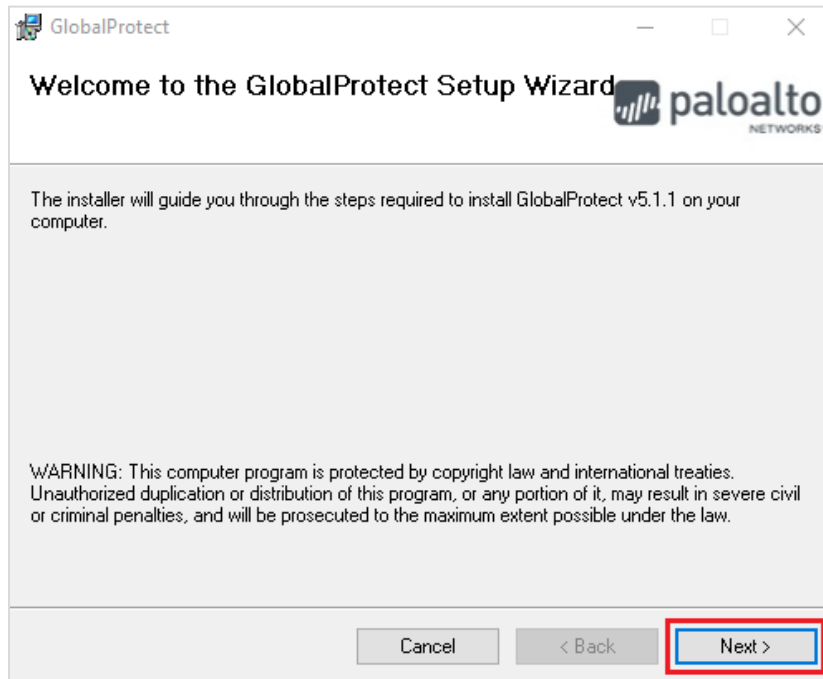 GlobalProtect
Welcome to the GlobalProtect Setup Wizard
paloalto
NETWORKS
The installer will guide you through the steps required to install GlobalProtect v5.1.1 on your
computer.
WARNING: This computer program is protected by copyright law and international treaties.
Unauthorized duplication or distribution of this program, or any portion of it, may result in severe civil
or criminal penalties, and will be prosecuted to the maximum extent possible under the law.
Cancel
< Back
Next >